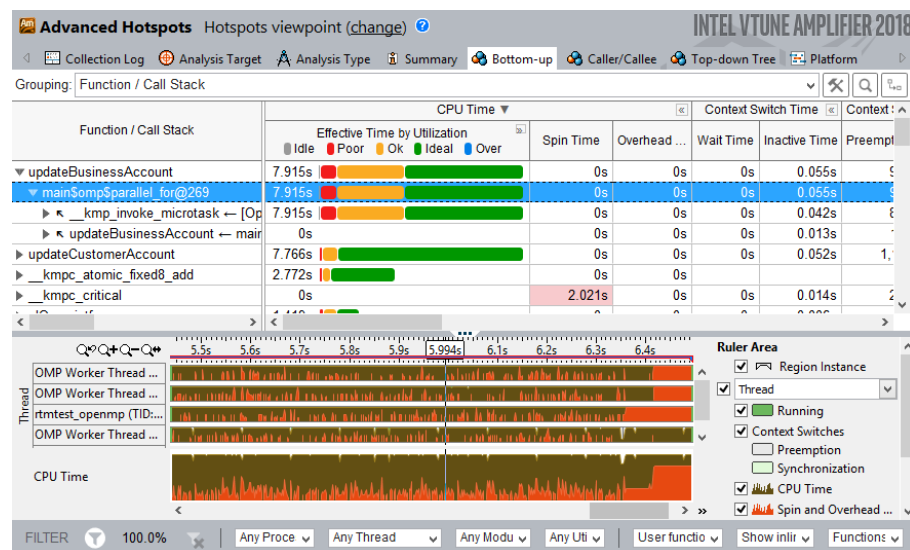 Advanced Hotspots Hotspots viewpoint (change) ? INTEL VTUNE AMPLIFIER 2018
Collection Log Analysis Target Analysis Type Summary Bottom-up Caller/Callee Top-down Tree Platform
Grouping: Function / Call Stack
CPU Time Context Switch Time Context
Function / Call Stack Effective Time by Utilization Spin Time Overhead ... Wait Time Inactive Time Preempt
Idle Poor Ok Ideal Over
updateBusinessAccount 7.915s 0s 0s 0s 0.055s
main$omp$parallel_for@269 7.915s 0s 0s 0s 0.055s
__kmp_invoke_microtask ← [Op 7.915s 0s 0s 0s 0.042s
updateBusinessAccount ← main 0s 0s 0s 0s 0.013s
updateCustomerAccount 7.766s 0s 0s 0s 0.052s 1,
__kmpc_atomic_fixed8_add 2.772s 0s 0s
__kmpc_critical 0s 2.021s 0s 0s 0.014s
5.5s 5.6s 5.7s 5.8s 5.9s 5.994s 6.1s 6.2s 6.3s 6.4s Ruler Area
Region Instance
Thread
OMP Worker Thread ...
OMP Worker Thread ...
rtmtest_openmp (TID:...
OMP Worker Thread ...
CPU Time
Thread
Running
Context Switches
Preemption
Synchronization
CPU Time
Spin and Overhead ...
FILTER 100.0% Any Proce Any Thread Any Modu Any Uti User functio Show inlir Functions